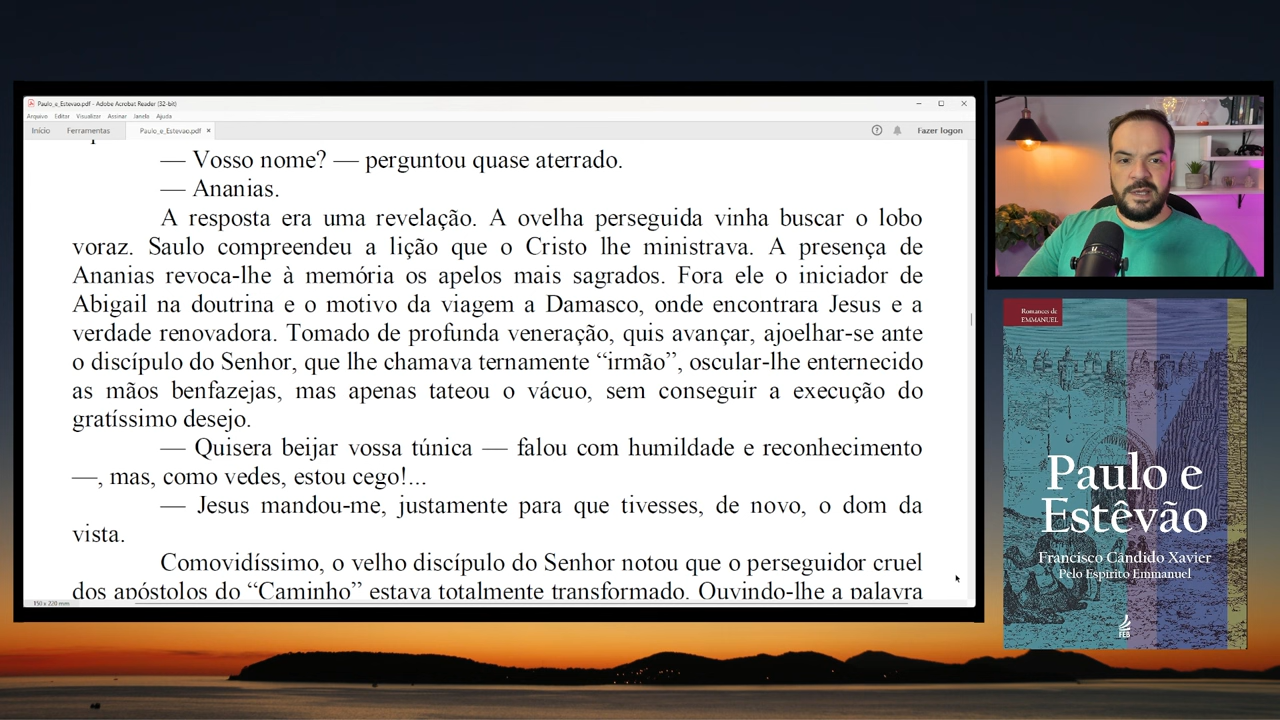 Paulo_e_Estevao.pdf - Adobe Acrobat Reader (32-bit)
Arquivo Editar Visualizar Assinar Janela Ajuda
Início Ferramentas Paulo_e_Estevao.pdf × Fazer logon
— Vosso nome? — perguntou quase aterrado.
— Ananias.
A resposta era uma revelação. A ovelha perseguida vinha buscar o lobo
voraz. Saulo compreendeu a lição que o Cristo lhe ministrava. A presença de
Ananias revoca-lhe à memória os apelos mais sagrados. Fora ele o iniciador de
Abigail na doutrina e o motivo da viagem a Damasco, onde encontrara Jesus e a
verdade renovadora. Tomado de profunda veneração, quis avançar, ajoelhar-se ante
o discípulo do Senhor, que lhe chamava ternamente “irmão”, oscular-lhe enternecido
as mãos benfazejas, mas apenas tateou o vácuo, sem conseguir a execução do
gratíssimo desejo.
— Quisera beijar vossa túnica — falou com humildade e reconhecimento
—, mas, como vedes, estou cego!...
— Jesus mandou-me, justamente para que tivesses, de novo, o dom da
vista.
Comovidíssimo, o velho discípulo do Senhor notou que o perseguidor cruel
dos apóstolos do “Caminho” estava totalmente transformado. Ouvindo-lhe a palavra
150 x 220 mm
Romances de
EMMANUEL
Paulo e
Estêvão
Francisco Cândido Xavier
Pelo Espírito Emmanuel
FEB